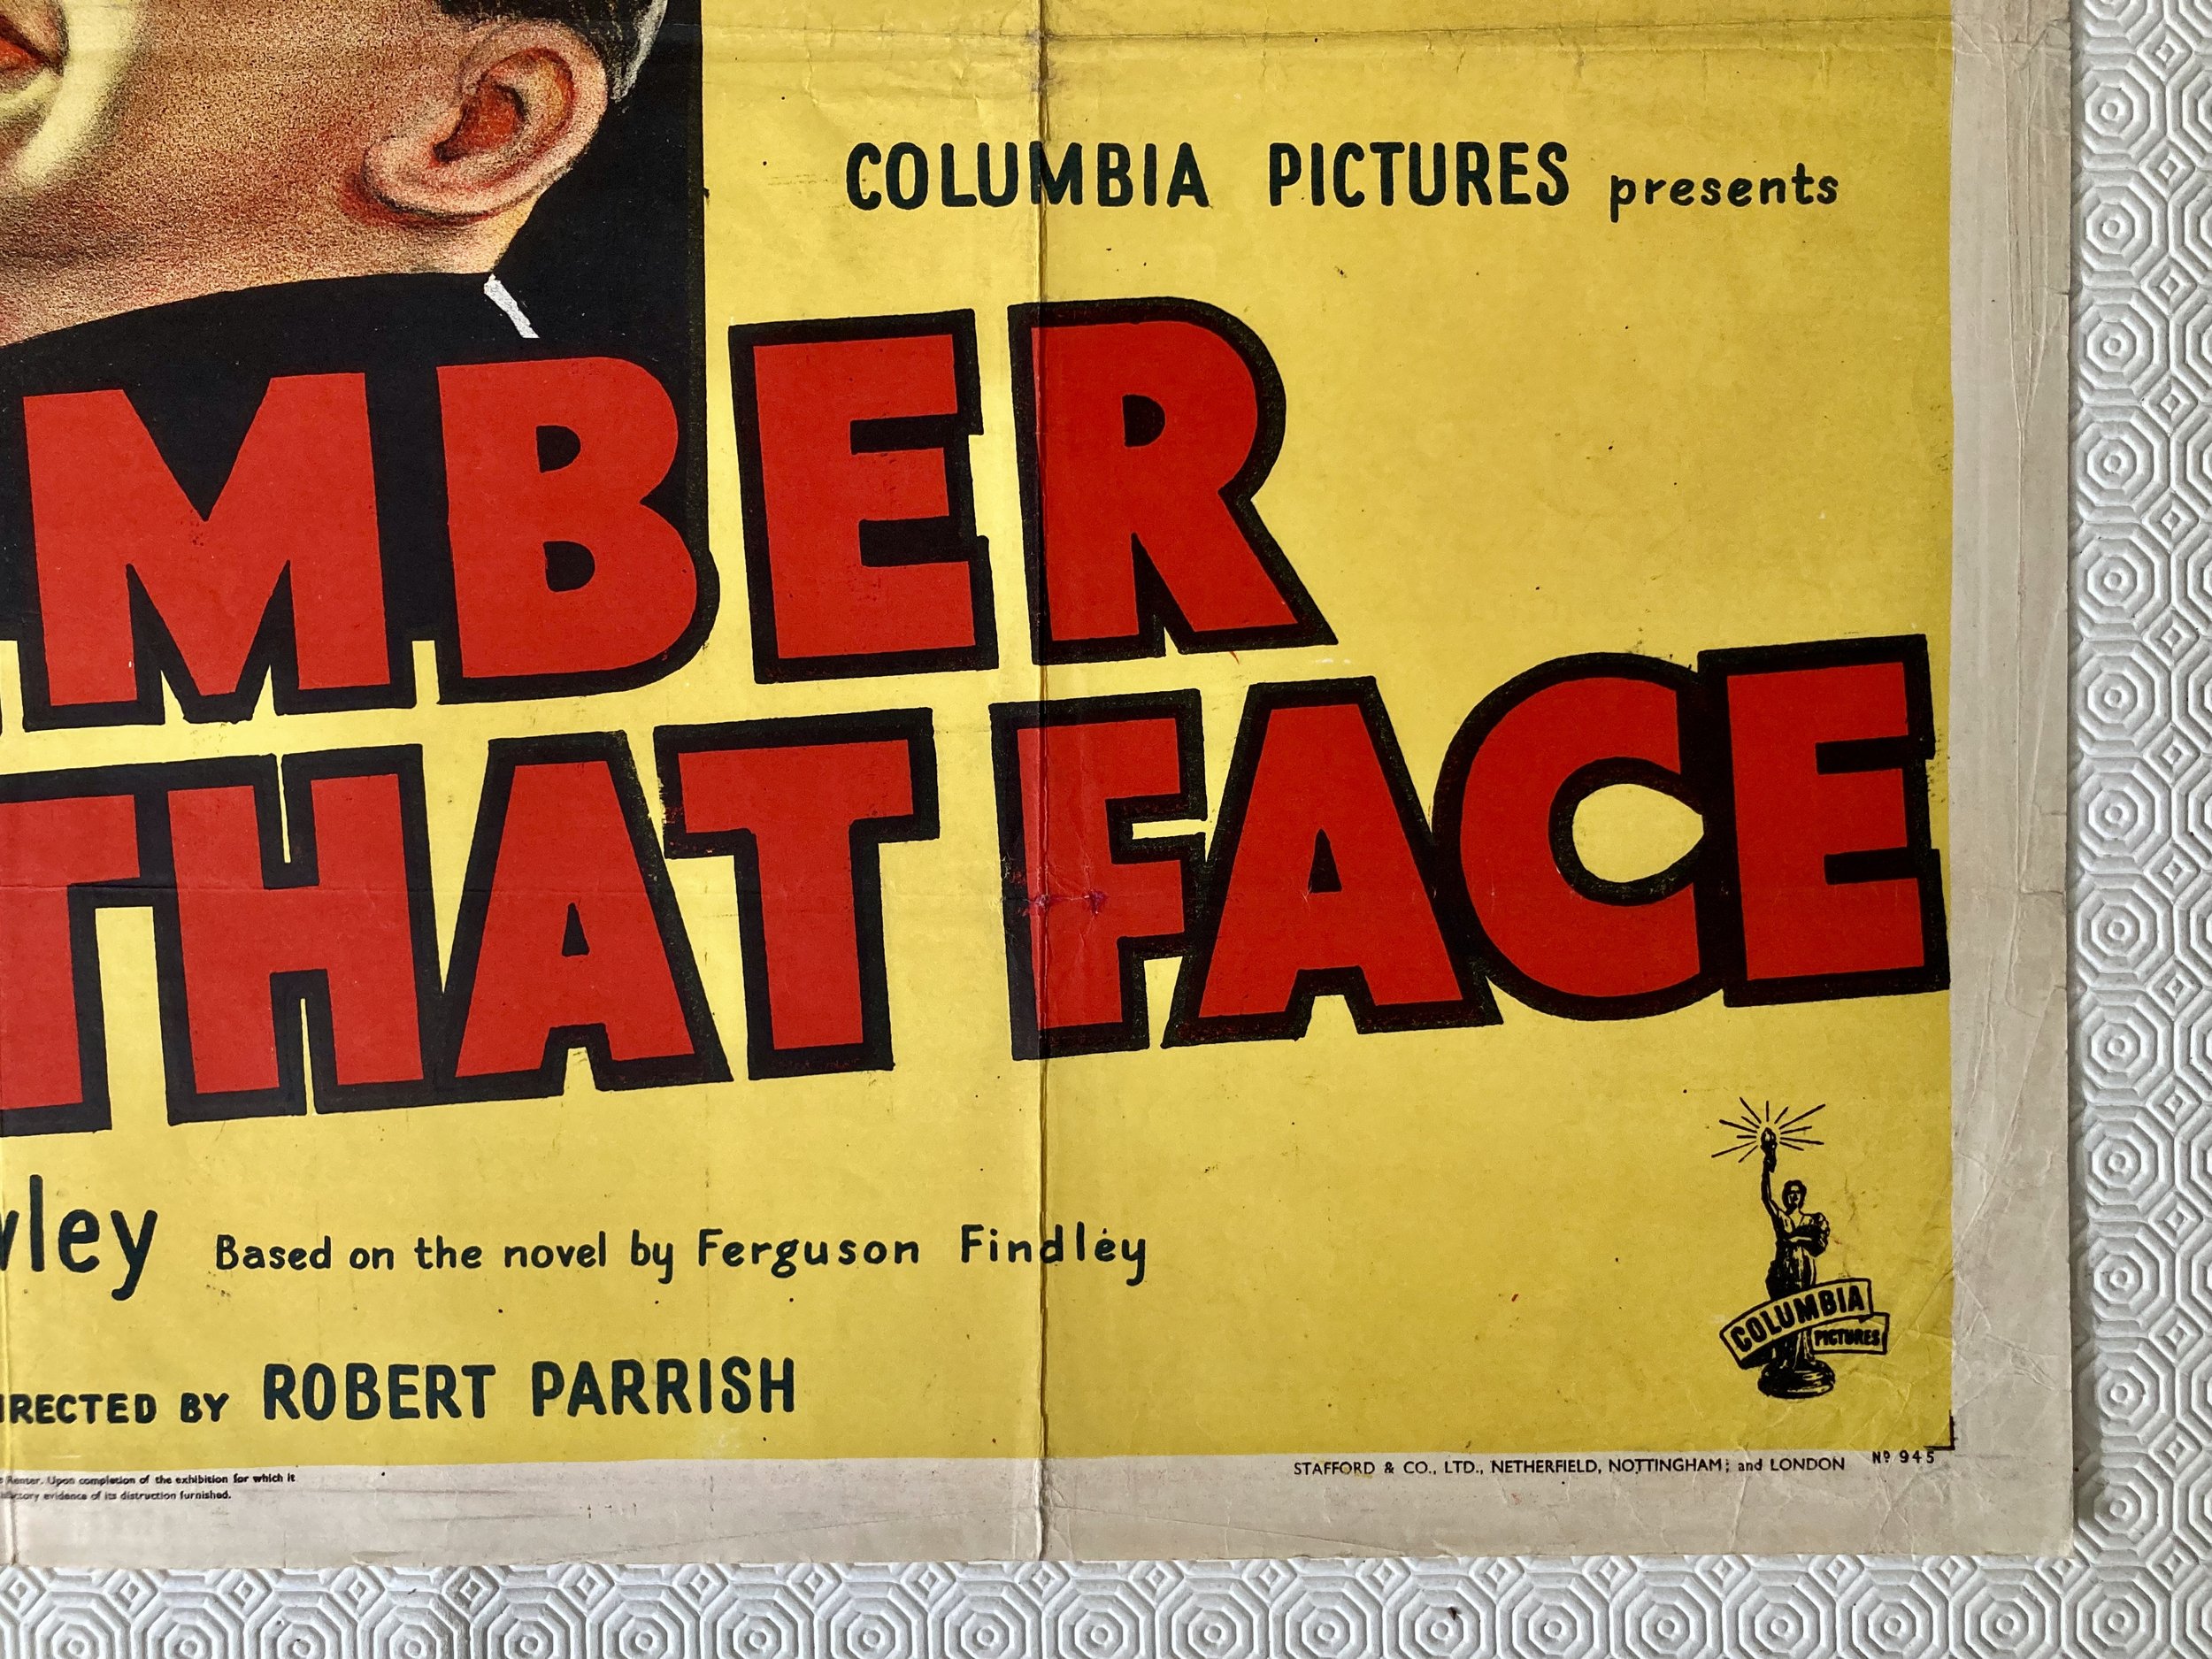 COLUMBIA PICTURES presents
MBER
THAT FACE
wley Based on the novel by Ferguson Findley
DIRECTED BY ROBERT PARRISH
COLUMBIA
PICTURES
Renter. Upon completion of the exhibition for which it
evidence of its distruction furnished.
STAFFORD & CO., LTD., NETHERFIELD, NOTTINGHAM; and LONDON Nº 945